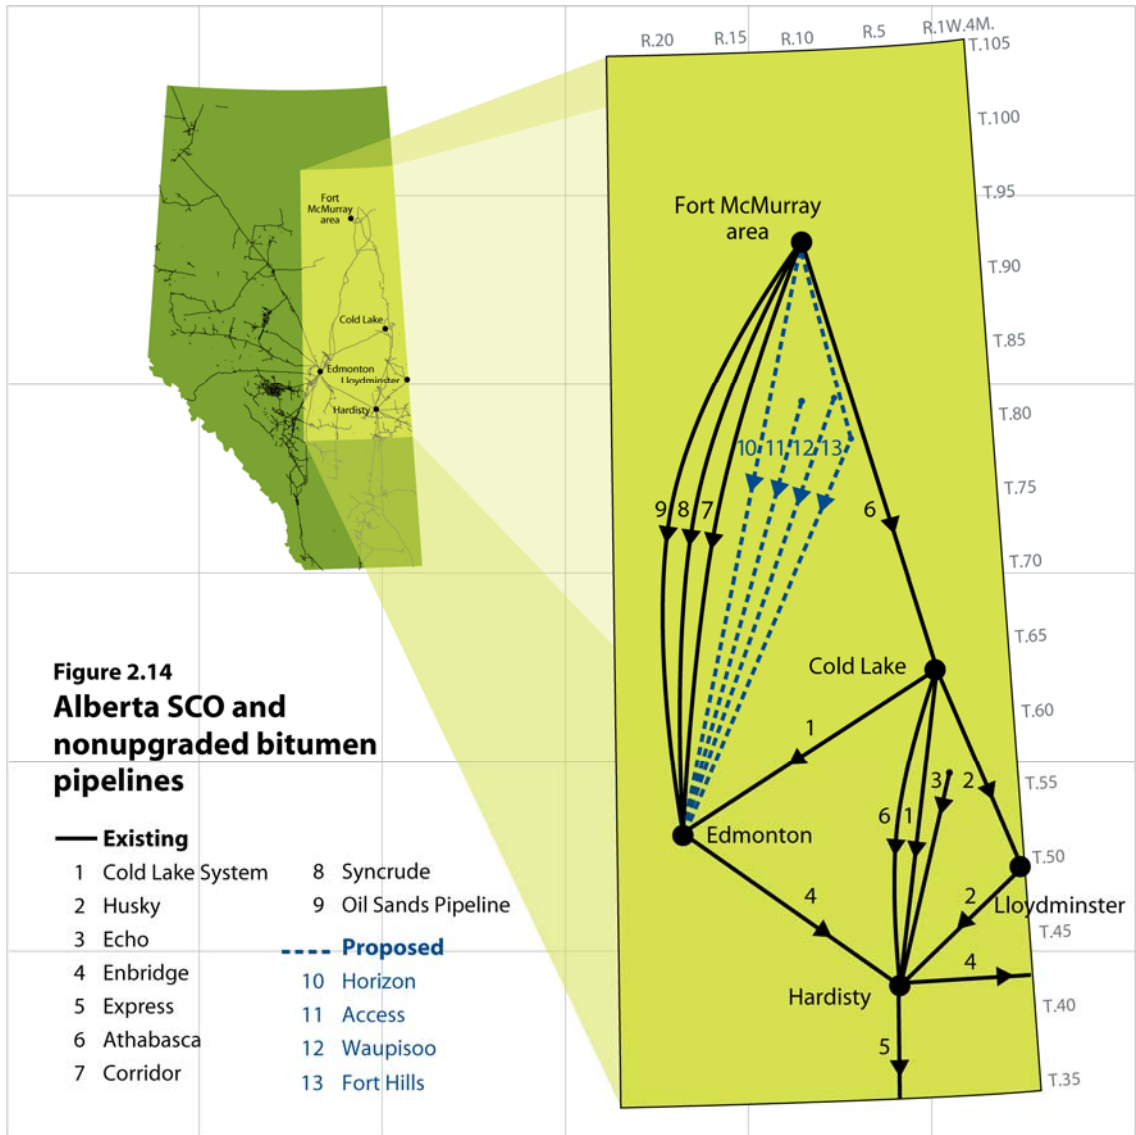 R.20 R.15 R.10 R.5 R.1W.4M.
T.105
T.100
T.95
T.90
T.85
T.80
T.75
T.70
T.65
T.60
T.55
T.50
T.45
T.40
T.35
Fort
McMurray
area
Cold Lake
Edmonton
Lloydminster
Hardisty
Fort McMurray
area
10 11 12 13
9 8 7 6
Cold Lake
1
3 2
6 1
Edmonton
4
2
Lloydminster
4
Hardisty
5
Figure 2.14
Alberta SCO and
nonupgraded bitumen
pipelines
Existing
1 Cold Lake System
2 Husky
3 Echo
4 Enbridge
5 Express
6 Athabasca
7 Corridor
8 Syncrude
9 Oil Sands Pipeline
Proposed
10 Horizon
11 Access
12 Waupisoo
13 Fort Hills